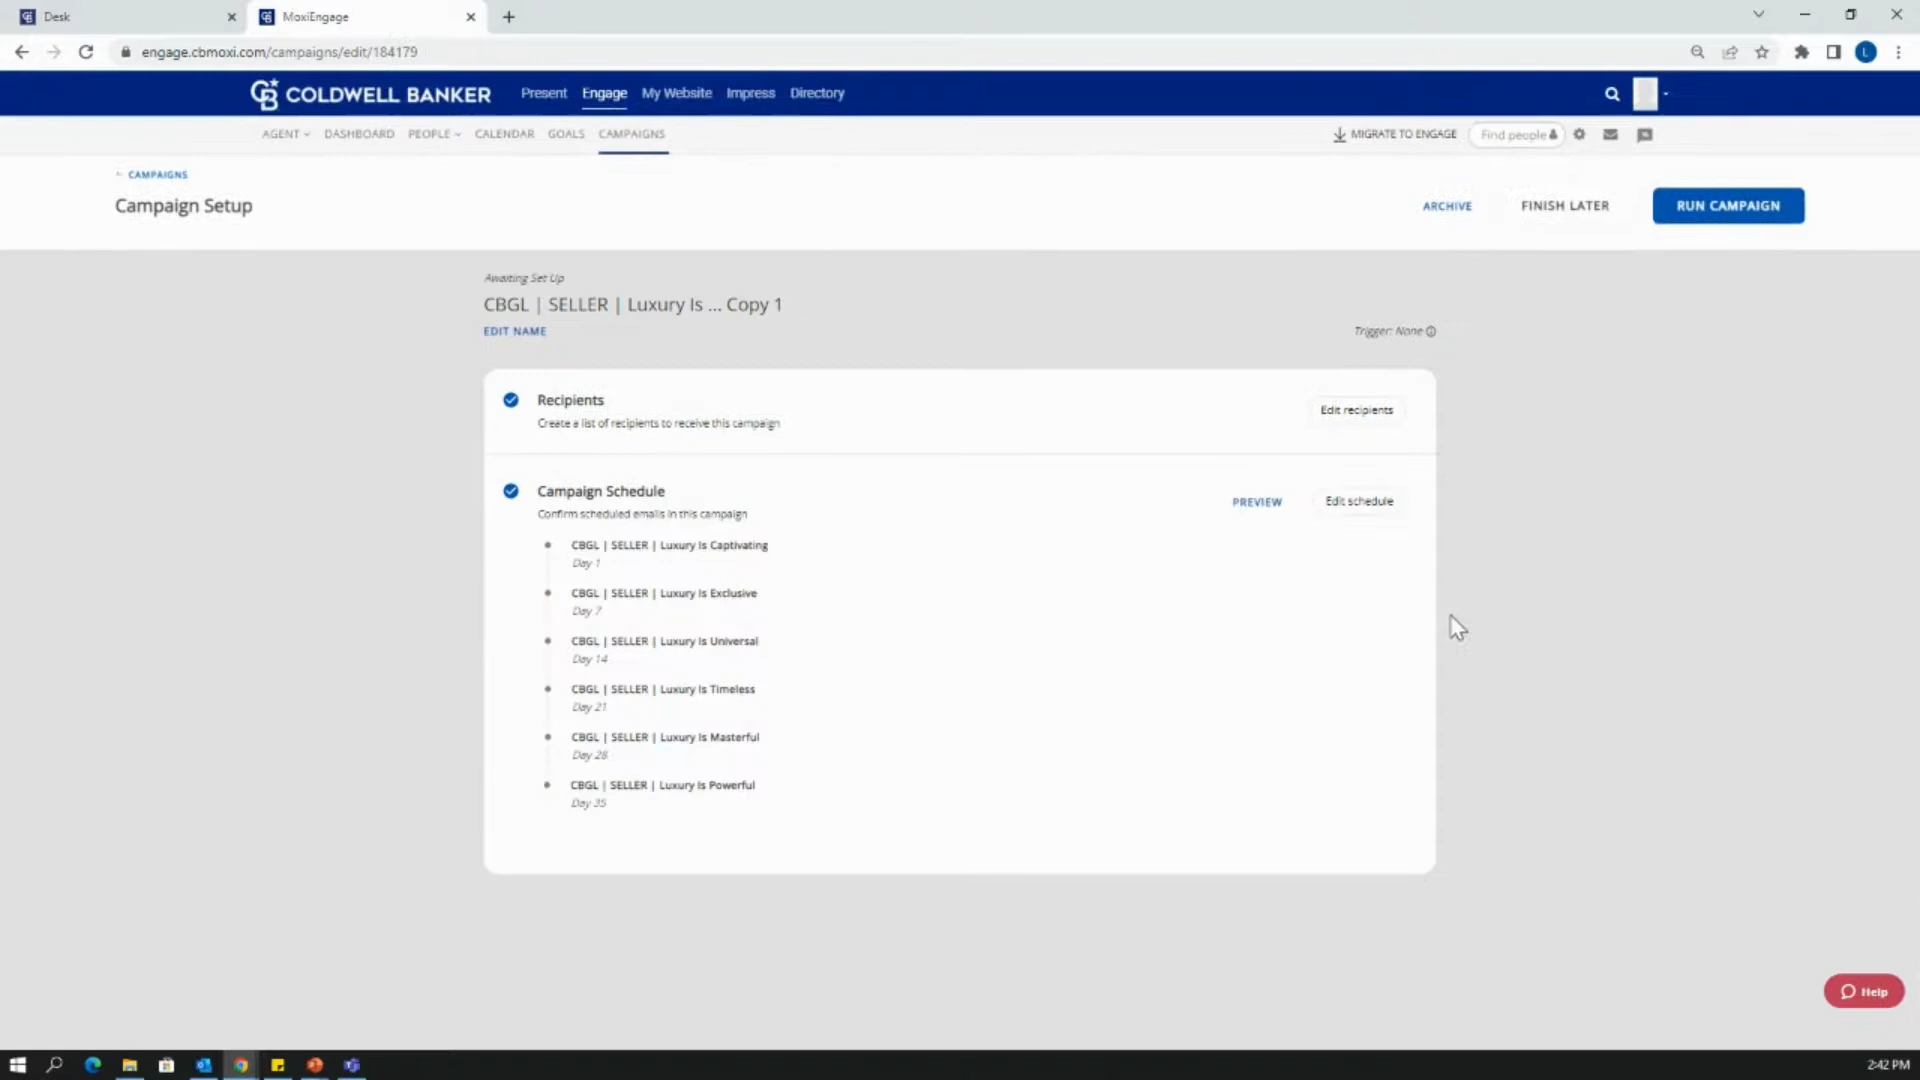 Desk
MoxiEngage
engage.cbmoxi.com/campaigns/edit/184179
L
COLDWELL BANKER
Present Engage My Website Impress Directory
AGENT DASHBOARD PEOPLE CALENDAR GOALS CAMPAIGNS
MIGRATE TO ENGAGE Find people
← CAMPAIGNS
Campaign Setup
ARCHIVE FINISH LATER RUN CAMPAIGN
Awaiting Set Up
CBGL | SELLER | Luxury Is ... Copy 1
EDIT NAME
Trigger: None
Recipients
Edit recipients
Create a list of recipients to receive this campaign
Campaign Schedule
PREVIEW Edit schedule
Confirm scheduled emails in this campaign
CBGL | SELLER | Luxury Is Captivating
Day 1
CBGL | SELLER | Luxury Is Exclusive
Day 7
CBGL | SELLER | Luxury Is Universal
Day 14
CBGL | SELLER | Luxury Is Timeless
Day 21
CBGL | SELLER | Luxury Is Masterful
Day 28
CBGL | SELLER | Luxury Is Powerful
Day 35
Help
2:42 PM